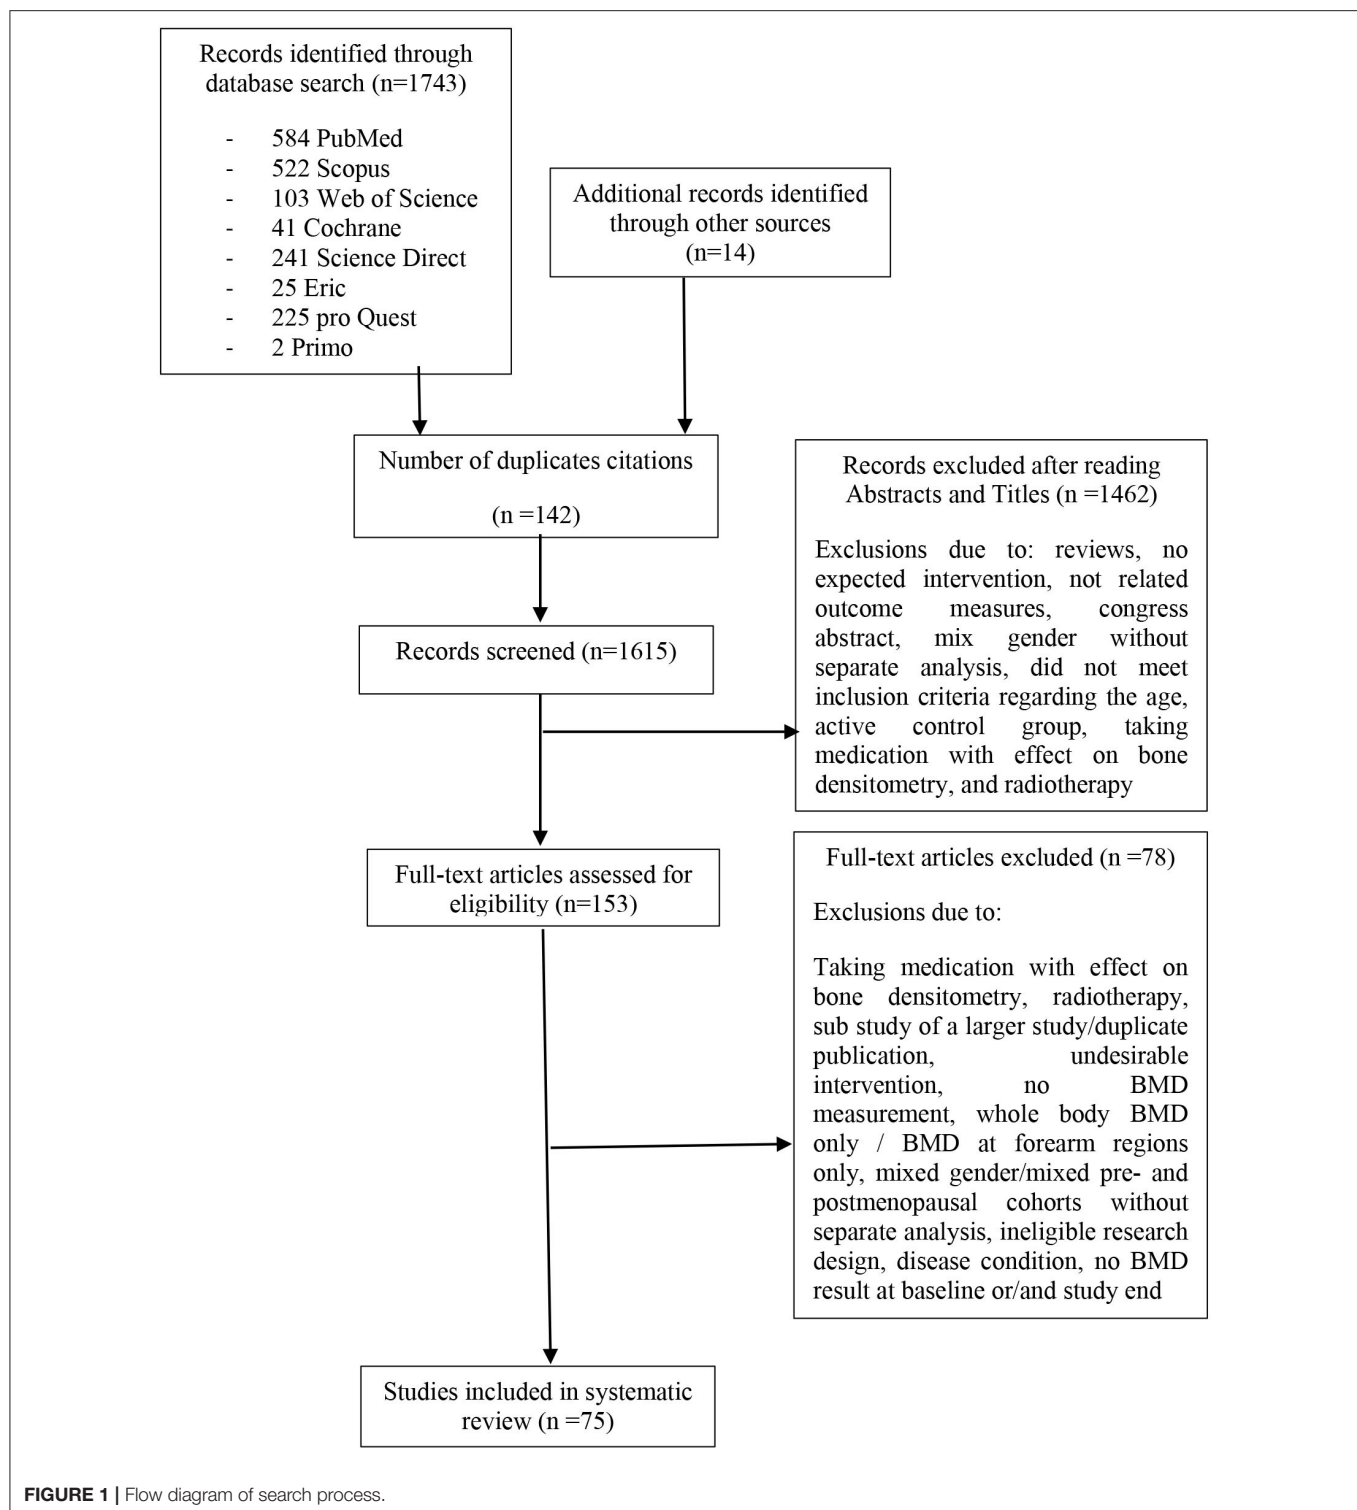 Records identified through
database search (n=1743)
- 584 PubMed
- 522 Scopus
- 103 Web of Science
- 41 Cochrane
- 241 Science Direct
- 25 Eric
- 225 pro Quest
- 2 Primo
Additional records identified
through other sources
(n=14)
Number of duplicates citations
(n =142)
Records excluded after reading
Abstracts and Titles (n =1462)
Exclusions due to: reviews, no
expected intervention, not related
outcome measures, congress
abstract, mix gender without
separate analysis, did not meet
inclusion criteria regarding the age,
active control group, taking
medication with effect on bone
densitometry, and radiotherapy
Records screened (n=1615)
Full-text articles assessed for
eligibility (n=153)
Full-text articles excluded (n =78)
Exclusions due to:
Taking medication with effect on
bone densitometry, radiotherapy,
sub study of a larger study/duplicate
publication, undesirable
intervention, no BMD
measurement, whole body BMD
only / BMD at forearm regions
only, mixed gender/mixed pre- and
postmenopausal cohorts without
separate analysis, ineligible research
design, disease condition, no BMD
result at baseline or/and study end
Studies included in systematic
review (n =75)
FIGURE 1 | Flow diagram of search process.